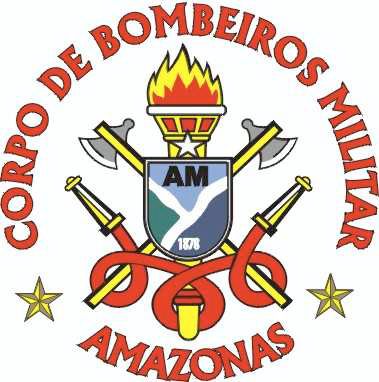 CORPO DE BOMBEIROS MILITAR
AM
1876
AMAZONAS